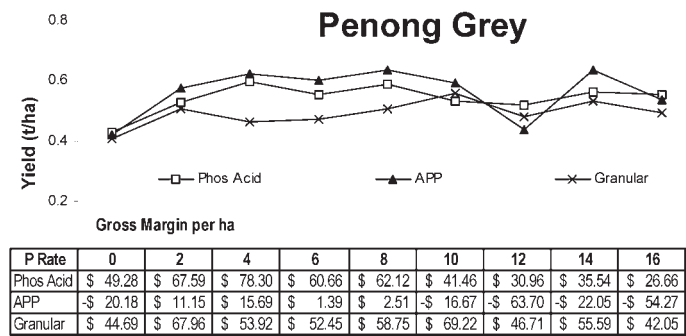 Penong Grey
0.8
0.6
0.4
0.2
Yield (t/ha)
Phos Acid APP Granular
Gross Margin per ha
P Rate 0 2 4 6 8 10 12 14 16
Phos Acid $ 49.28 $ 67.59 $ 78.30 $ 60.66 $ 62.12 $ 41.46 $ 30.96 $ 35.54 $ 26.66
APP -$ 20.18 $ 11.15 $ 15.69 $ 1.39 $ 2.51 -$ 16.67 -$ 63.70 -$ 22.05 -$ 54.27
Granular $ 44.69 $ 67.96 $ 53.92 $ 52.45 $ 58.75 $ 69.22 $ 46.71 $ 55.59 $ 42.05